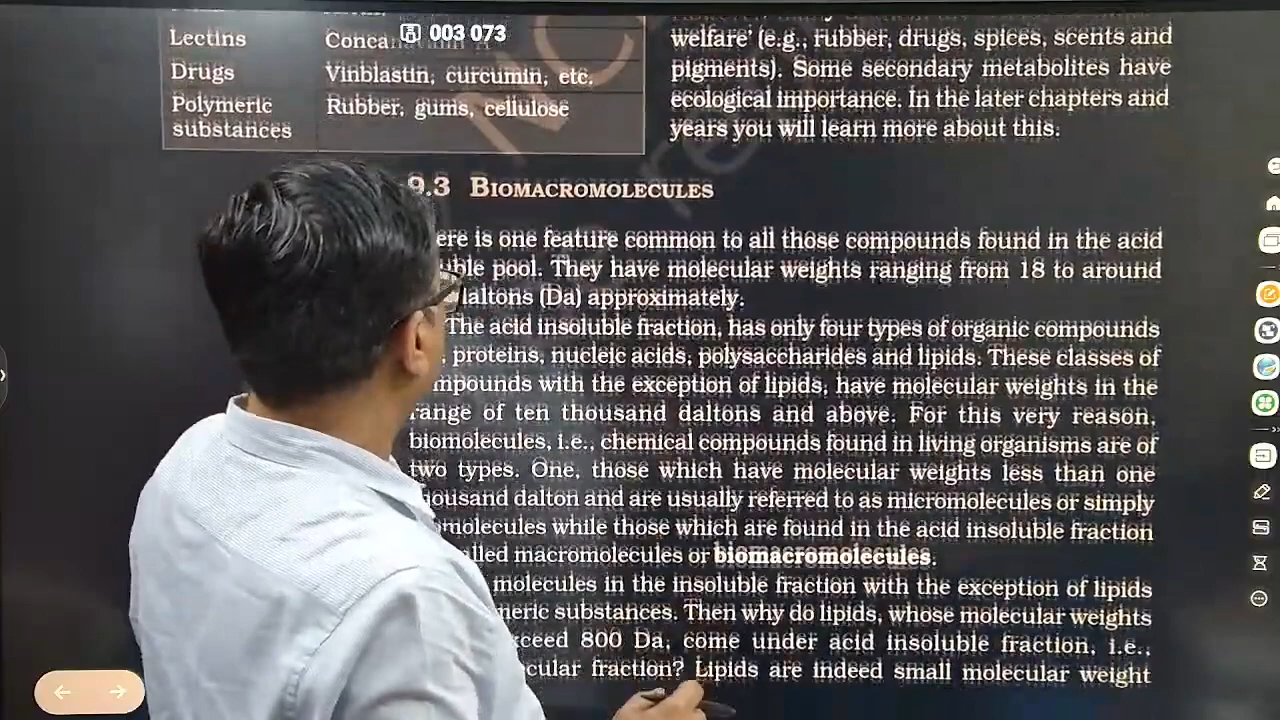 003 073
Lectins
Drugs Vinblastin, curcumin, etc.
Polymeric Rubber, gums, cellulose
substances
welfare' (e.g., rubber, drugs, spices, scents and
pigments). Some secondary metabolites have
ecological importance. In the later chapters and
years you will learn more about this.
9.3 BIOMACROMOLECULES
ere is one feature common to all those compounds found in the acid
ble pool. They have molecular weights ranging from 18 to around
daltons (Da) approximately.
The acid insoluble fraction, has only four types of organic compounds
, proteins, nucleic acids, polysaccharides and lipids. These classes of
mpounds with the exception of lipids, have molecular weights in the
range of ten thousand daltons and above. For this very reason,
biomolecules, i.e., chemical compounds found in living organisms are of
two types. One, those which have molecular weights less than one
housand dalton and are usually referred to as micromolecules or simply
omolecules while those which are found in the acid insoluble fraction
lled macromolecules or biomacromolecules.
molecules in the insoluble fraction with the exception of lipids
neric substances. Then why do lipids, whose molecular weights
xceed 800 Da, come under acid insoluble fraction, i.e.,
cular fraction? Lipids are indeed small molecular weight